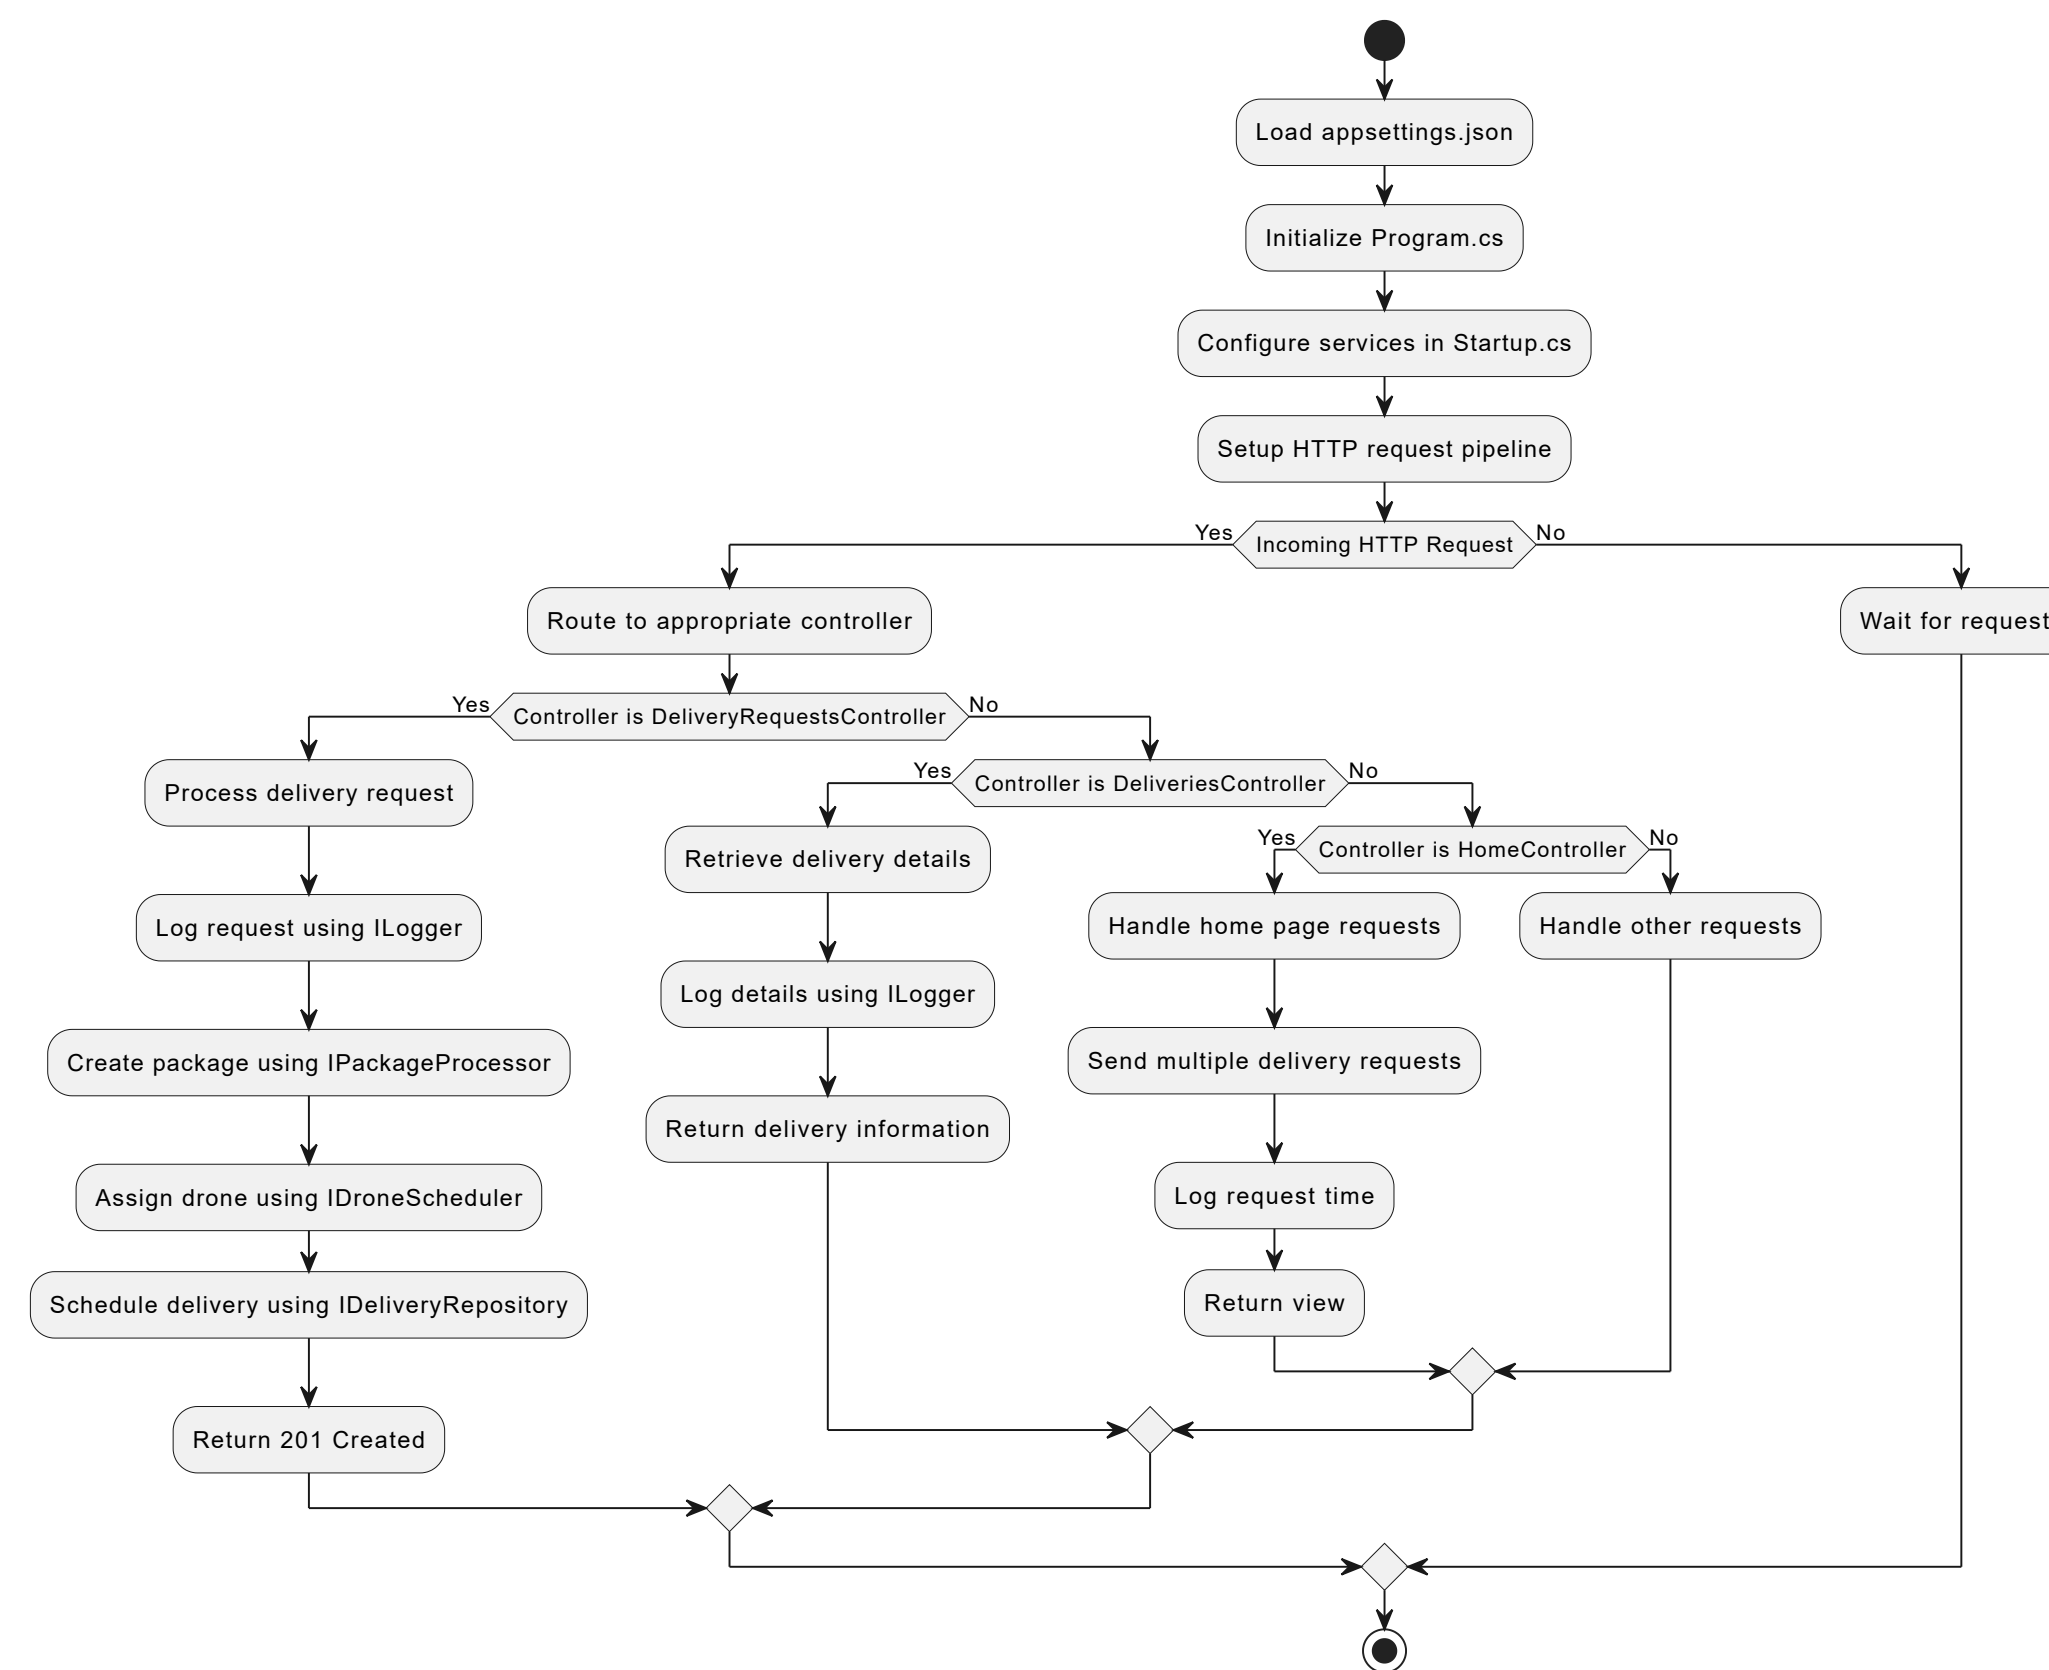 Load appsettings.json
Initialize Program.cs
Configure services in Startup.cs
Setup HTTP request pipeline
Yes
Incoming HTTP Request
No
Route to appropriate controller
Wait for request
Yes
Controller is DeliveryRequestsController
No
Process delivery request
Log request using ILogger
Create package using IPackageProcessor
Assign drone using IDroneScheduler
Schedule delivery using IDeliveryRepository
Return 201 Created
Yes
Controller is DeliveriesController
No
Retrieve delivery details
Log details using ILogger
Return delivery information
Yes
Controller is HomeController
No
Handle home page requests
Send multiple delivery requests
Log request time
Return view
Handle other requests